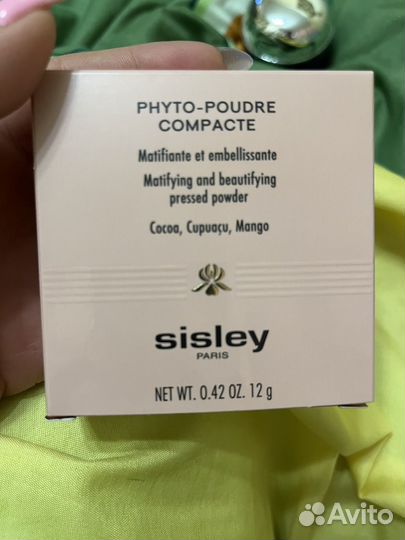 PHYTO-POUDRE
COMPACTE
Matifiante et embellissante
Matifying and beautifying
pressed powder
Cocoa, Cupuaçu, Mango
sisley
PARIS
NET WT. 0.42 OZ. 12 g
Avito